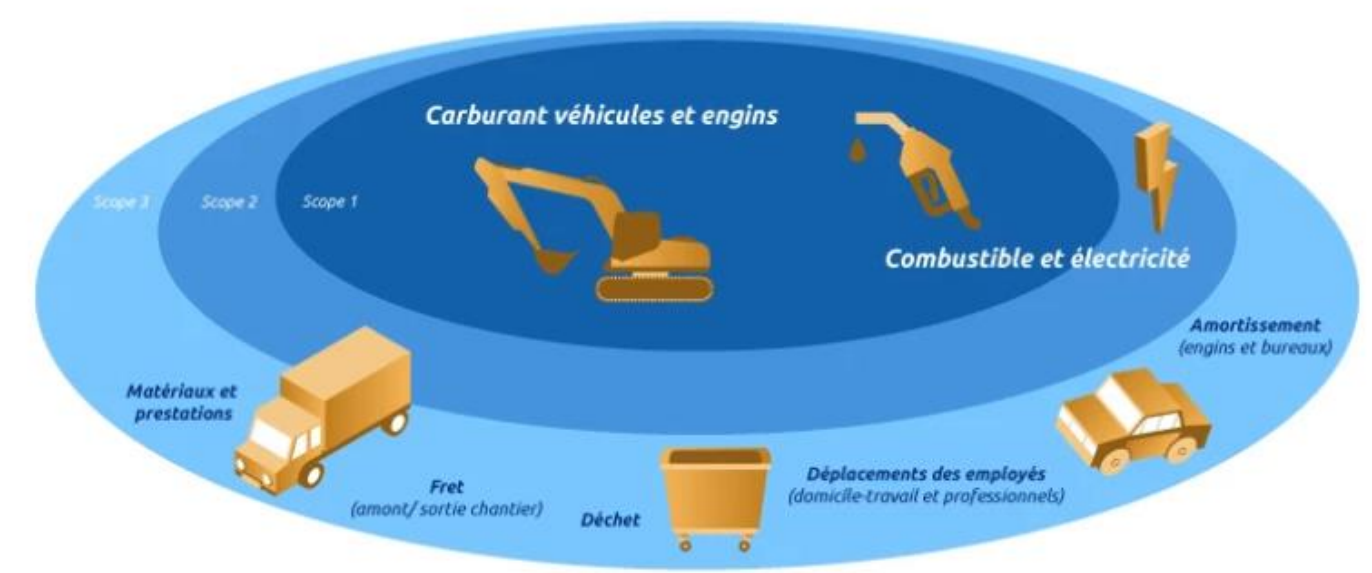 Carburant véhicules et engins
Scope 3
Scope 2
Scope 1
Combustible et électricité
Amortissement
(engins et bureaux)
Matériaux et
prestations
Fret
(amont/ sortie chantier)
Déchet
Déplacements des employés
(domicile-travail et professionnels)